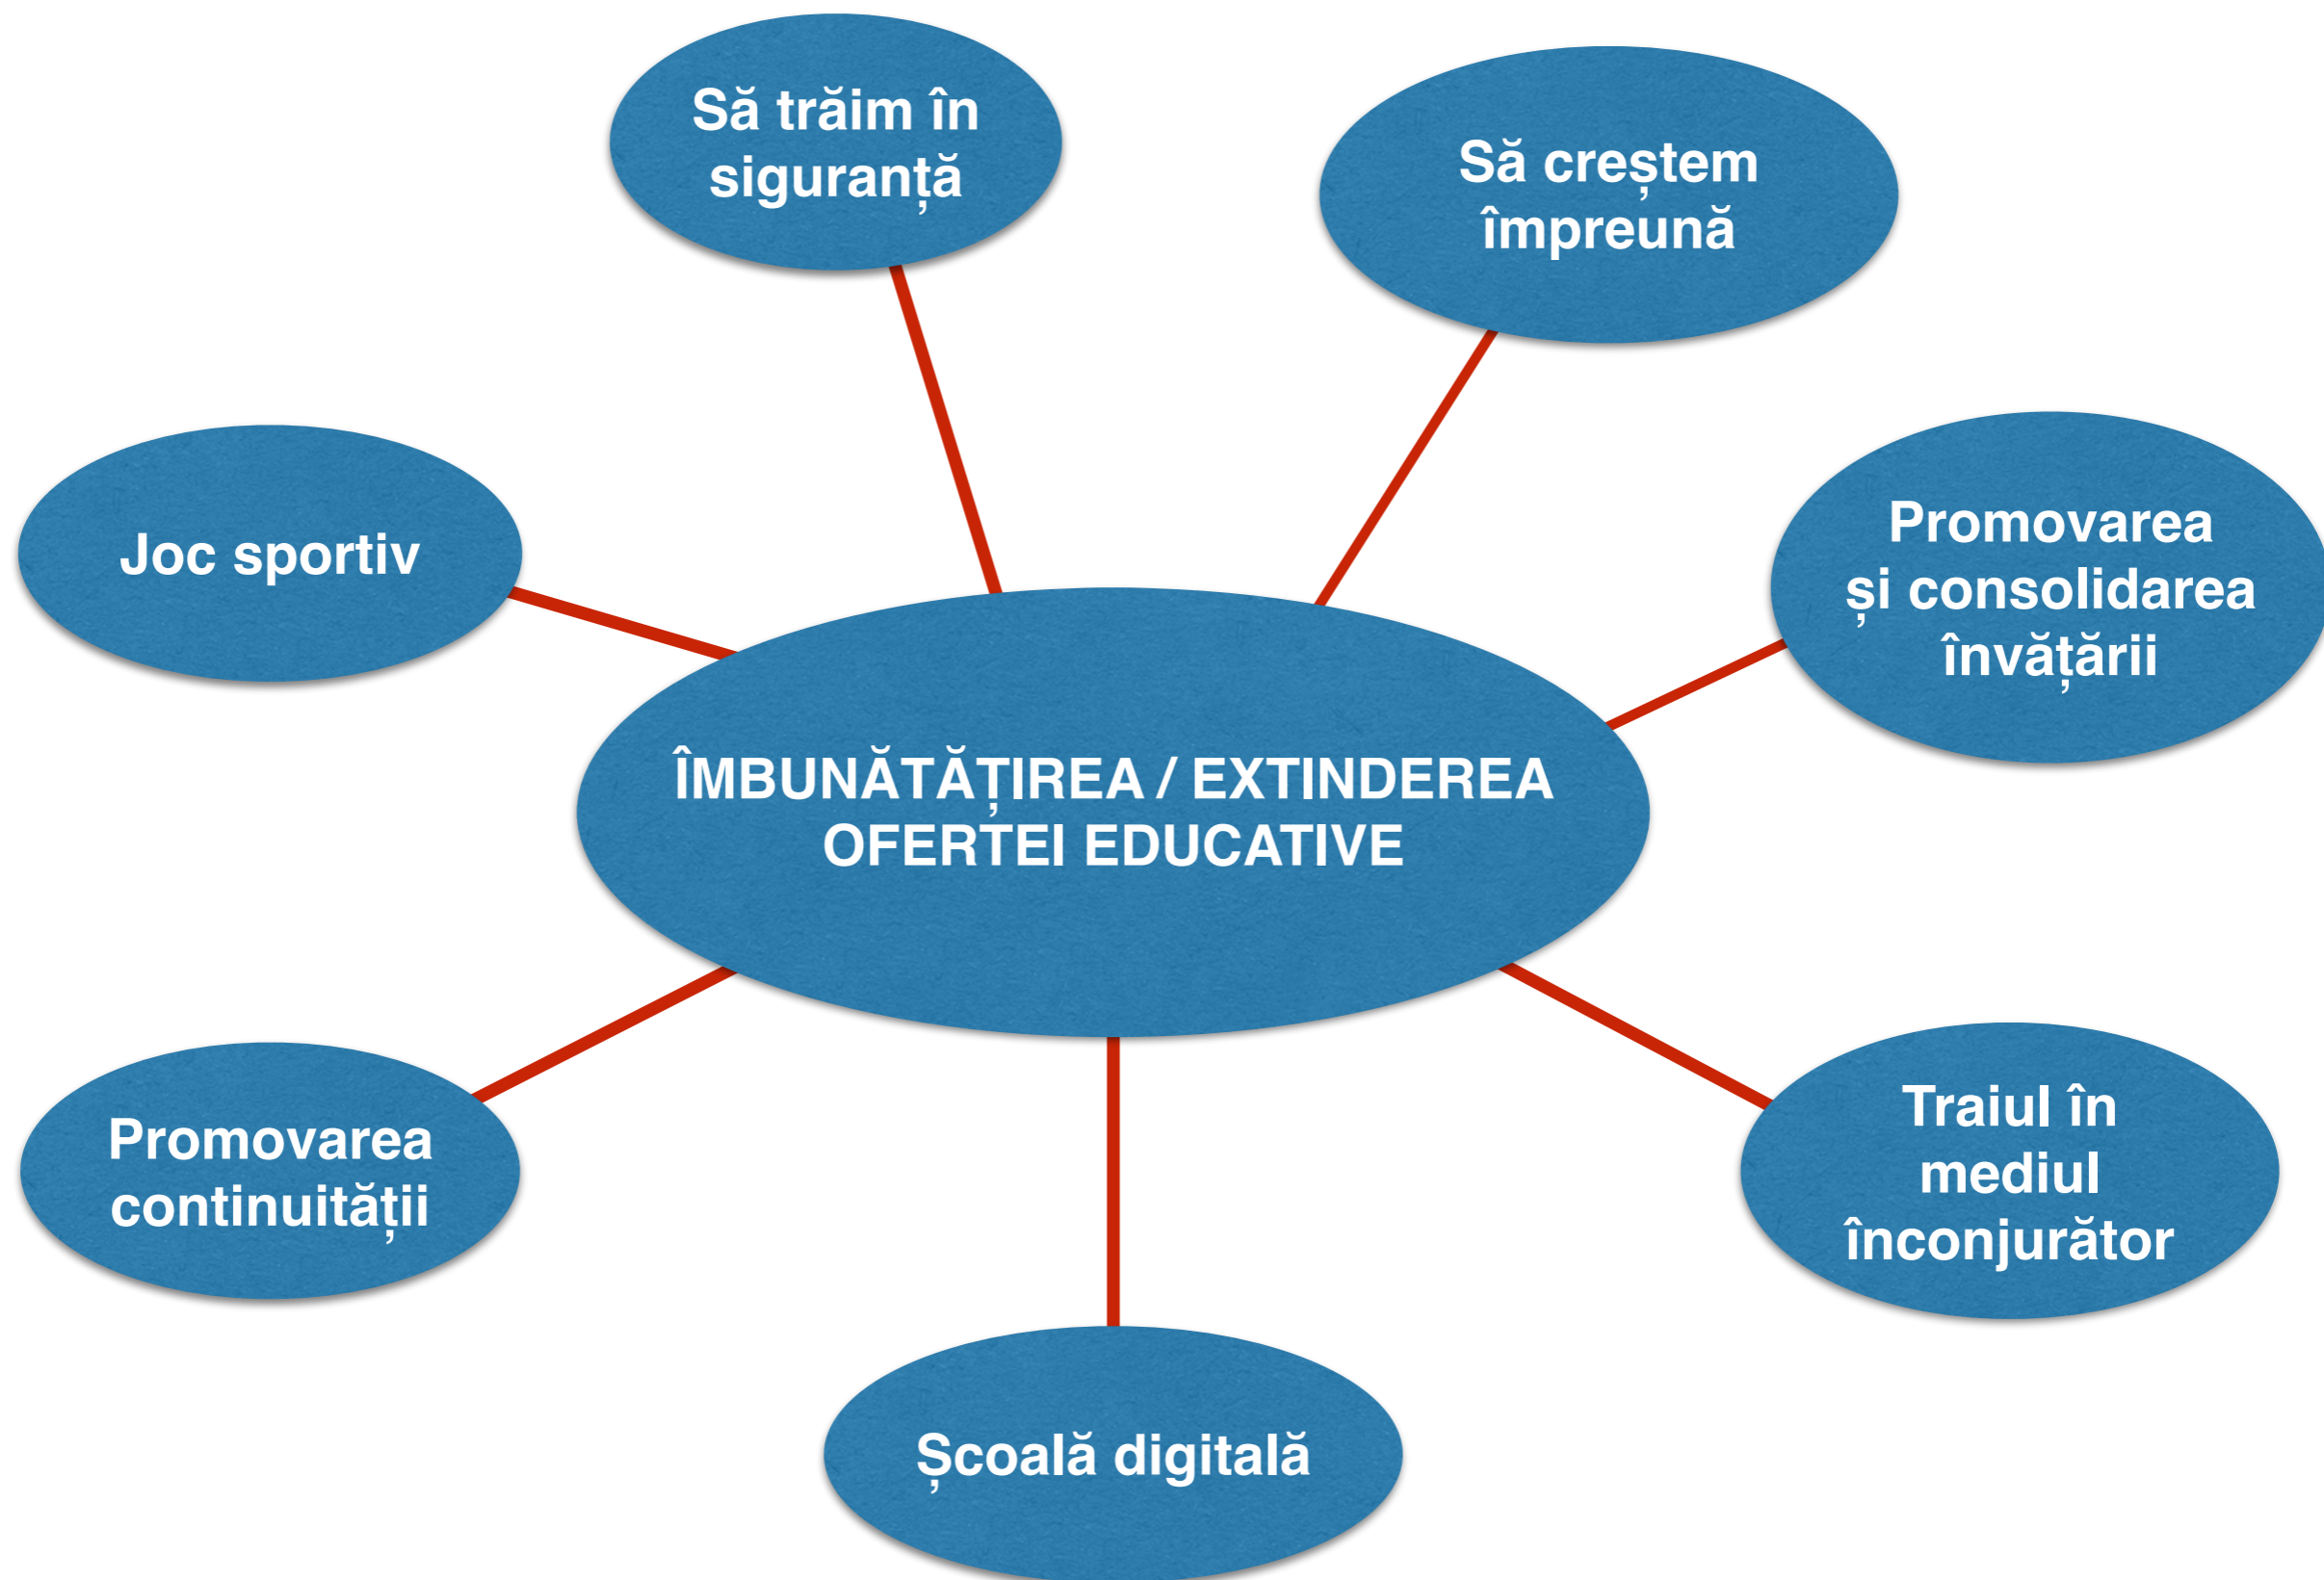 Să trăim în
siguranță
Să creștem
împreună
Joc sportiv
Promovarea
și consolidarea
învățării
ÎMBUNĂTĂȚIREA / EXTINDEREA
OFERTEI EDUCATIVE
Promovarea
continuității
Traiul în
mediul
înconjurător
Școală digitală